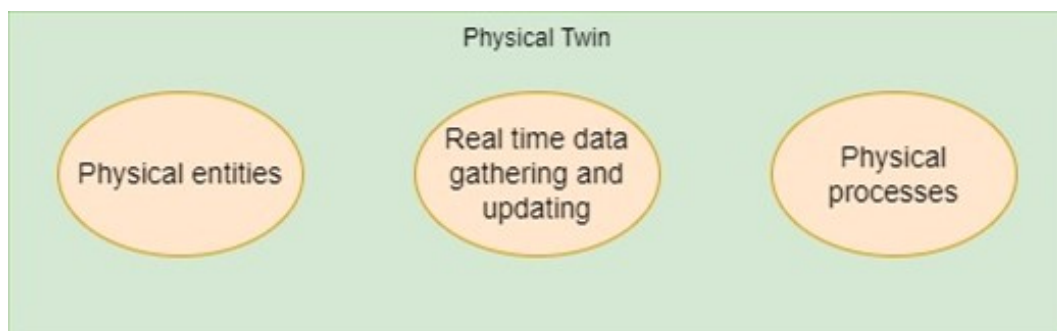 Physical Twin
Physical entities
Real time data
gathering and
updating
Physical
processes